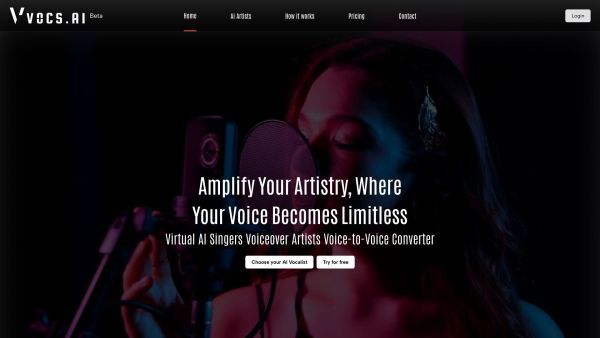 VOCS.AI Beta
Home
Ai Artists
How it works
Pricing
Contact
Login
Amplify Your Artistry, Where
Your Voice Becomes Limitless
Virtual AI Singers Voiceover Artists Voice-to-Voice Converter
Choose your AI Vocalist
Try for free